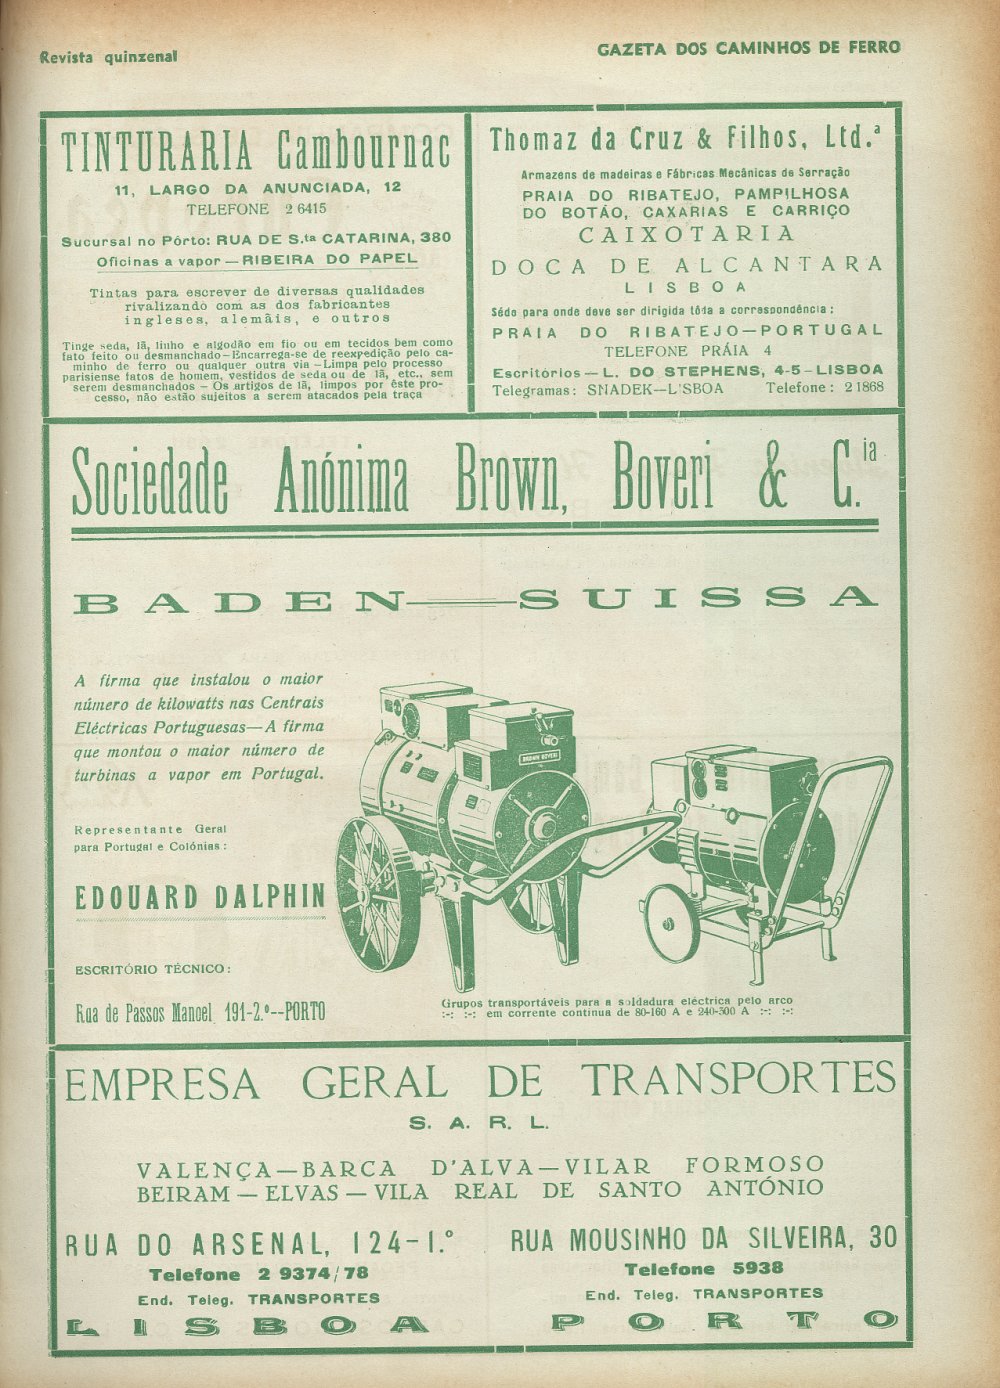 Revista quinzenal
GAZETA DOS CAMINHOS DE FERRO
TINTURARIA Cambournac
11, LARGO DA ANUNCIADA, 12
TELEFONE 2 6415
Sucursal no Pôrto: RUA DE S.ta CATARINA, 380
Oficinas a vapor — RIBEIRA DO PAPEL
Tintas para escrever de diversas qualidades
rivalizando com as dos fabricantes
ingleses, alemãis, e outros
Tinge seda, lã, linho e algodão em fio ou em tecidos bem como
fato feito ou desmanchado — Encarrega-se de reexpedição pelo ca-
minho de ferro ou qualquer outra via — Limpa pelo processo
parisiense fatos de homem, vestidos de seda ou de lã, etc., sem
serem desmanchados — Os artigos de lã, limpos por êste pro-
cesso, não estão sujeitos a serem atacados pela traça
Thomaz da Cruz & Filhos, Ltd.ª
Armazens de madeiras e Fábricas Mecânicas de Serração
PRAIA DO RIBATEJO, PAMPILHOSA
DO BOTÃO, CAXARIAS E CARRIÇO
CAIXOTARIA
DOCA DE ALCANTARA
LISBOA
Séde para onde deve ser dirigida tôda a correspondência:
PRAIA DO RIBATEJO—PORTUGAL
TELEFONE PRÁIA 4
Escritórios — L. DO STEPHENS, 4-5 – LISBOA
Telegramas: SNADEK—L'SBOA Telefone: 2 1868
Sociedade Anónima Brown, Boveri & C.ia
BADEN—SUISSA
A firma que instalou o maior
número de kilowatts nas Centrais
Eléctricas Portuguesas—A firma
que montou o maior número de
turbinas a vapor em Portugal.
Representante Geral
para Portugal e Colónias:
EDOUARD DALPHIN
ESCRITÓRIO TÉCNICO:
Rua de Passos Manoel, 191-2.º--PORTO
BROWN BOVERI
Grupos transportáveis para a soldadura eléctrica pelo arco
:-: :-: em corrente contínua de 80-160 A e 240-300 A :-: :-:
EMPRESA GERAL DE TRANSPORTES
S. A. R. L.
VALENÇA—BARCA D'ALVA—VILAR FORMOSO
BEIRAM — ELVAS — VILA REAL DE SANTO ANTÓNIO
RUA DO ARSENAL, 124-1.º
Telefone 2 9374/78
End. Teleg. TRANSPORTES
LISBOA
RUA MOUSINHO DA SILVEIRA, 30
Telefone 5938
End. Teleg. TRANSPORTES
PORTO